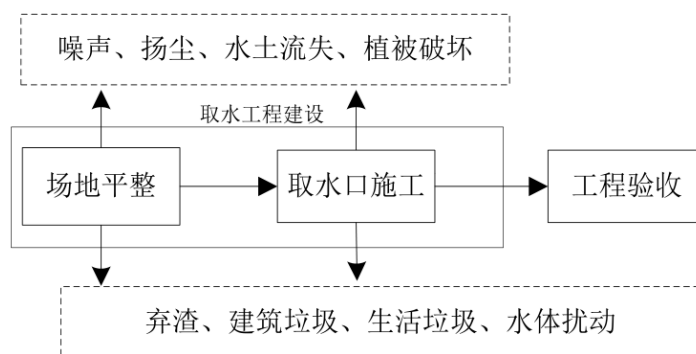 噪声、扬尘、水土流失、植被破坏
取水工程建设
场地平整
取水口施工
工程验收
弃渣、建筑垃圾、生活垃圾、水体扰动